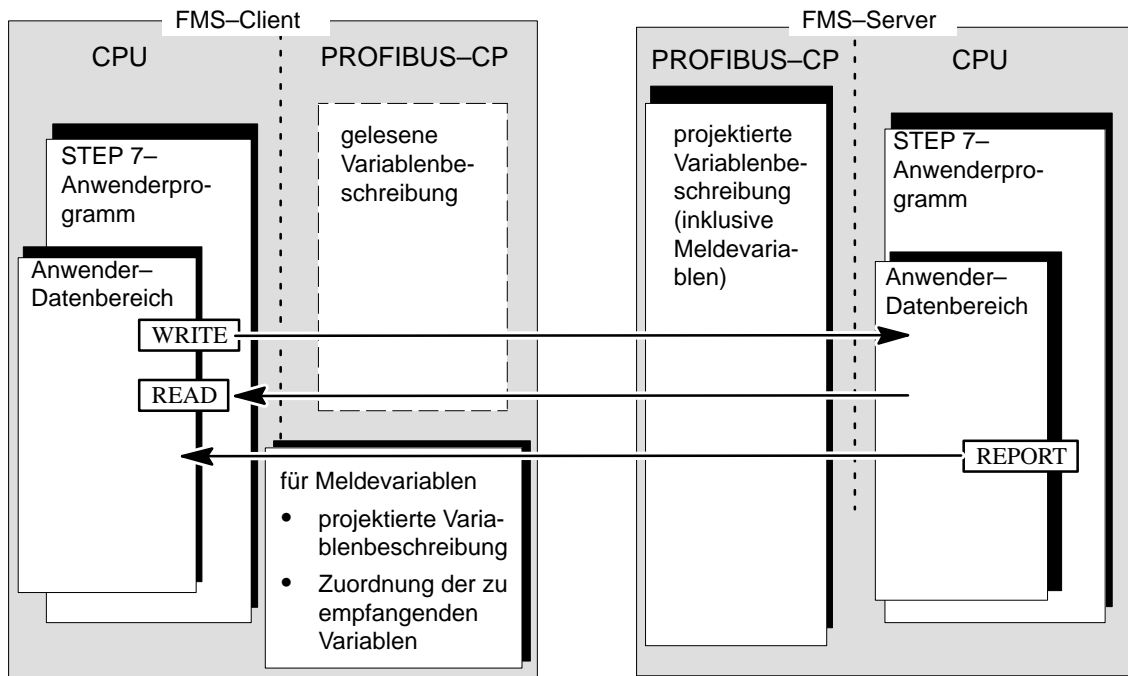 FMS–Client
CPU
PROFIBUS–CP
STEP 7–
Anwenderpro-
gramm
Anwender–
Datenbereich
WRITE
READ
gelesene
Variablenbe-
schreibung
für Meldevariablen
• projektierte Varia-
blenbeschreibung
• Zuordnung der zu
empfangenden
Variablen
FMS–Server
PROFIBUS–CP
CPU
projektierte
Variablenbe-
schreibung
(inklusive
Meldevaria-
blen)
STEP 7–
Anwenderpro-
gramm
Anwender–
Datenbereich
REPORT